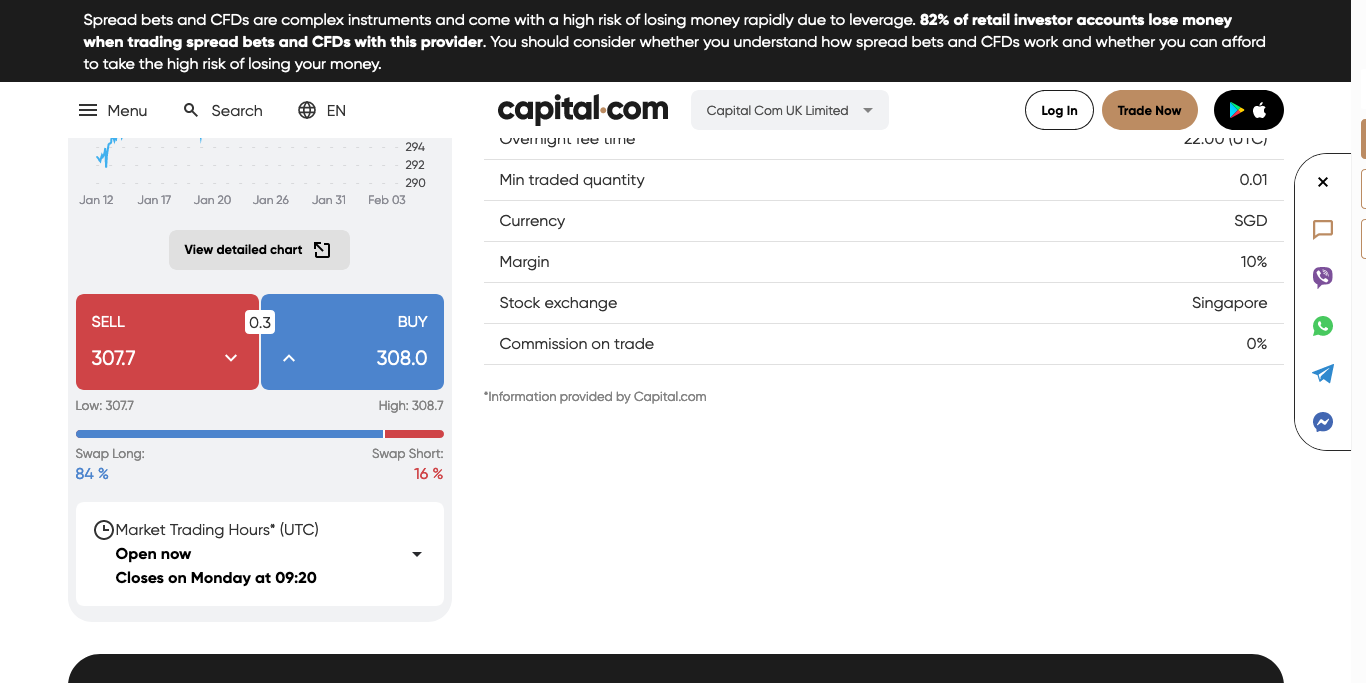 Spread bets and CFDs are complex instruments and come with a high risk of losing money rapidly due to leverage. 82% of retail investor accounts lose money
when trading spread bets and CFDs with this provider. You should consider whether you understand how spread bets and CFDs work and whether you can afford
to take the high risk of losing your money.
Menu
Search
EN
capital.com
Capital Com UK Limited
Log In
Trade Now
294
292
290
Jan 12
Jan 17
Jan 20
Jan 26
Jan 31
Feb 03
View detailed chart
SELL
307.7
0.3
BUY
308.0
Low: 307.7
High: 308.7
Swap Long:
Swap Short:
84 %
16 %
Market Trading Hours* (UTC)
Open now
Closes on Monday at 09:20
Overnight fee time
22:00 (UTC)
Min traded quantity
0.01
Currency
SGD
Margin
10%
Stock exchange
Singapore
Commission on trade
0%
*Information provided by Capital.com